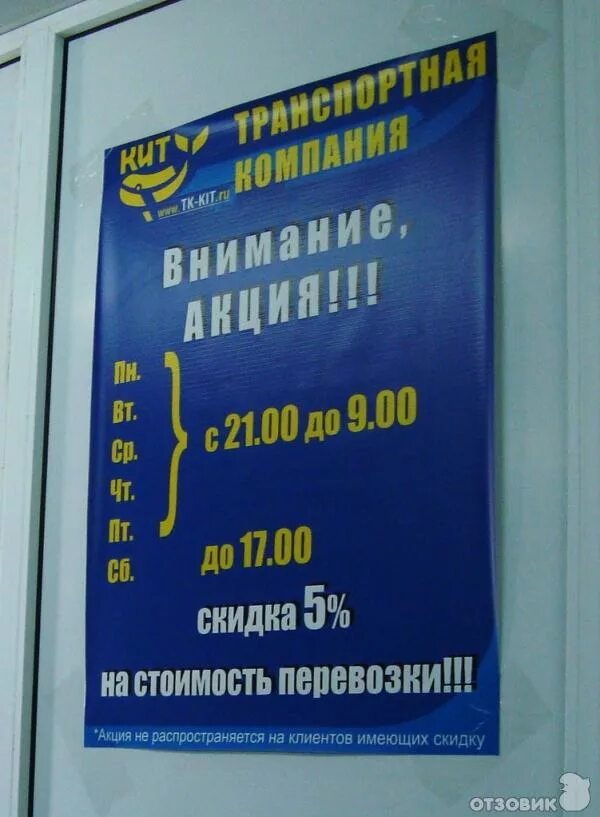 КИТ
ТРАНСПОРТНАЯ
КОМПАНИЯ
www.TK-KIT.ru
Внимание,
АКЦИЯ!!!
Пн.
Вт.
Ср.
Чт.
Пт.
с 21.00 до 9.00
Сб.
до 17.00
скидка 5%
на стоимость перевозки!!!
*Акция не распространяется на клиентов имеющих скидку
ОТЗОВИК